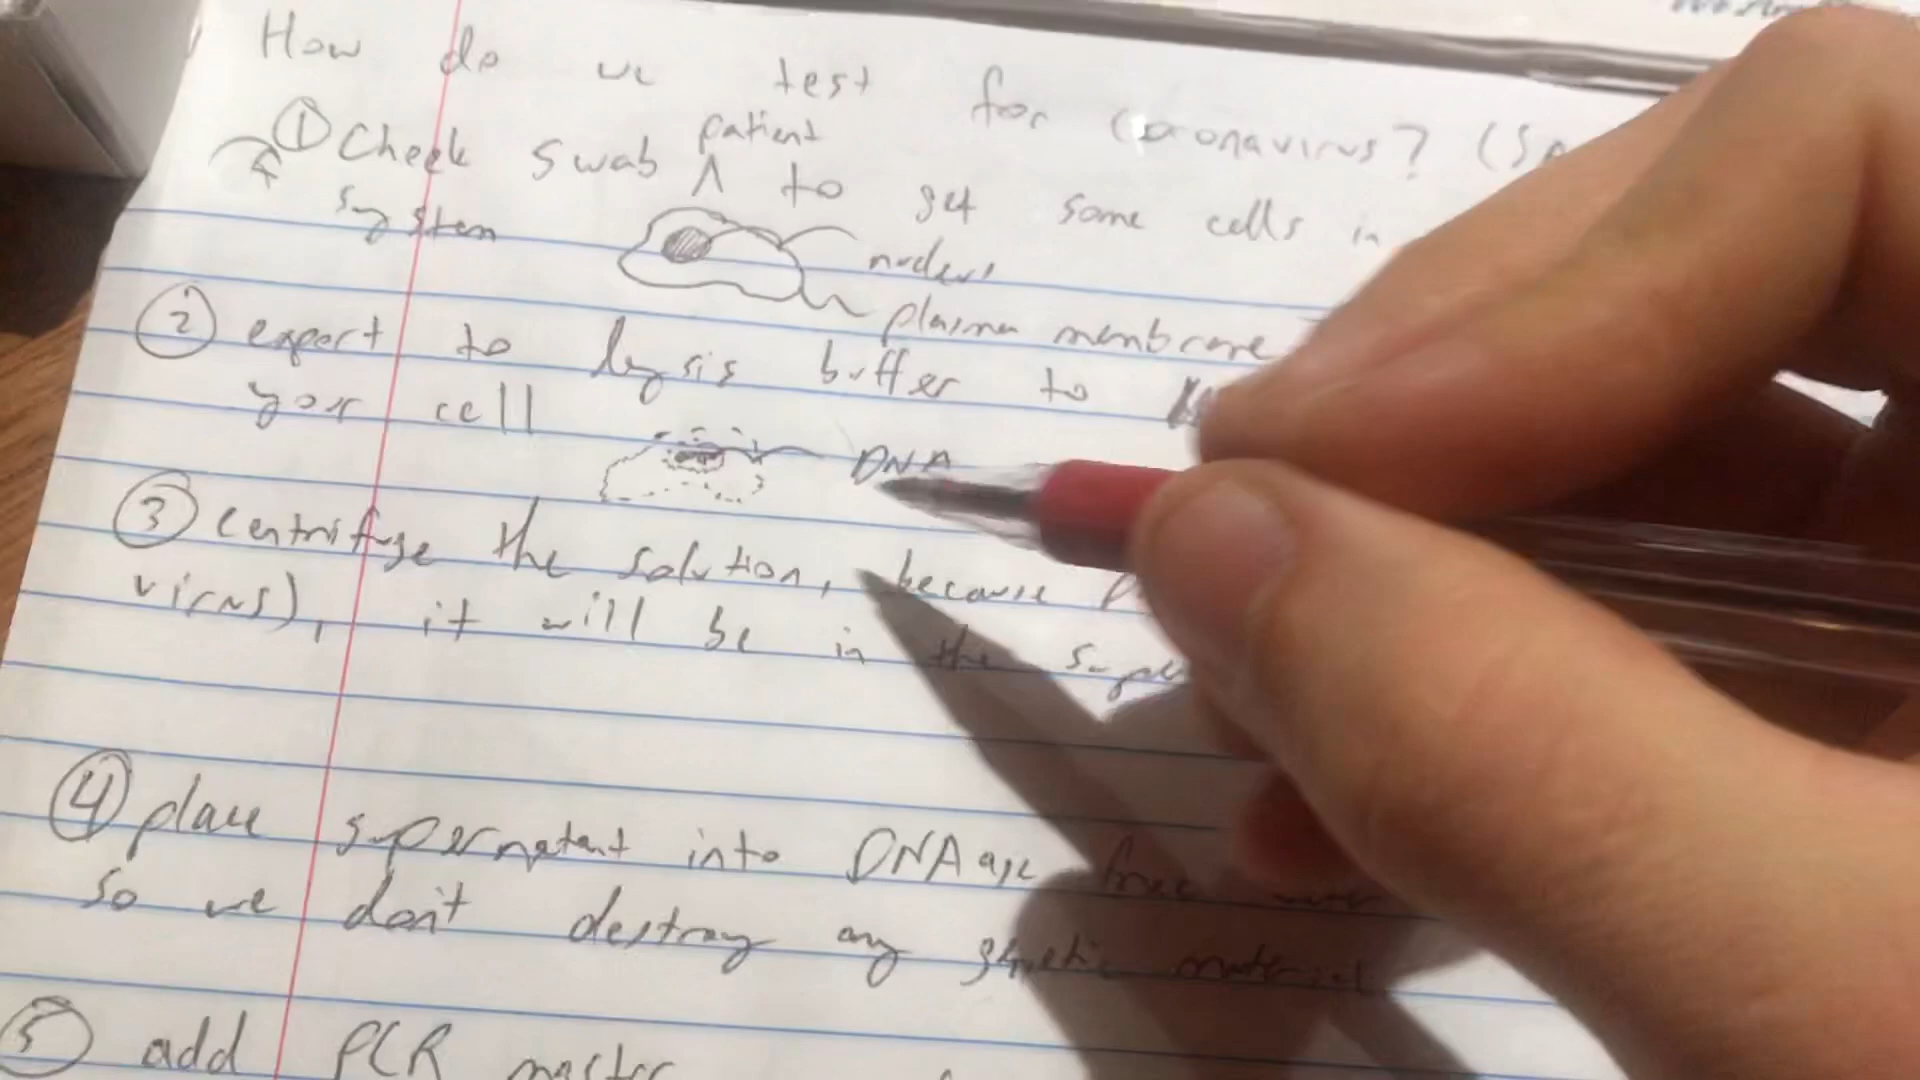 How do we test for coronavirus? (S
① Cheek swab patient ^ to get some cells in
system
nucleus
plasma membrane
② export to lysis buffer to
your cell
DNA
③ centrifuge the solution, because
virus), it will be in the
④ place supernatant into DNAase free water
so we don't destroy any genetic material
⑤ add PCR master